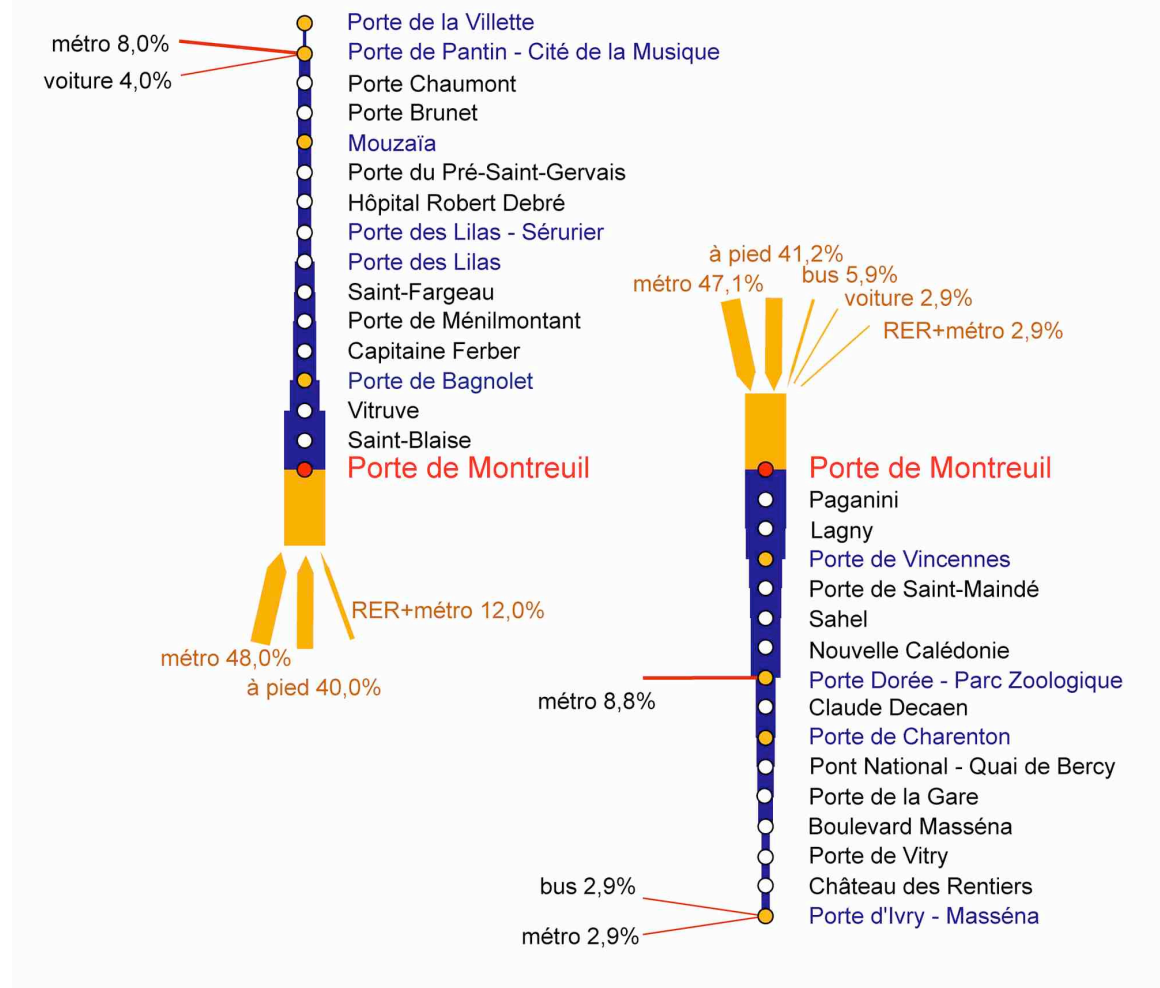 Porte de la Villette
métro 8,0%
Porte de Pantin - Cité de la Musique
voiture 4,0%
Porte Chaumont
Porte Brunet
Mouzaïa
Porte du Pré-Saint-Gervais
Hôpital Robert Debré
Porte des Lilas - Sérurier
Porte des Lilas
Saint-Fargeau
Porte de Ménilmontant
Capitaine Ferber
Porte de Bagnolet
Vitruve
Saint-Blaise
Porte de Montreuil
RER+métro 12,0%
métro 48,0%
à pied 40,0%
à pied 41,2%
métro 47,1%
bus 5,9%
voiture 2,9%
RER+métro 2,9%
Porte de Montreuil
Paganini
Lagny
Porte de Vincennes
Porte de Saint-Maindé
Sahel
Nouvelle Calédonie
Porte Dorée - Parc Zoologique
métro 8,8%
Claude Decaen
Porte de Charenton
Pont National - Quai de Bercy
Porte de la Gare
Boulevard Masséna
Porte de Vitry
Château des Rentiers
bus 2,9%
Porte d'Ivry - Masséna
métro 2,9%